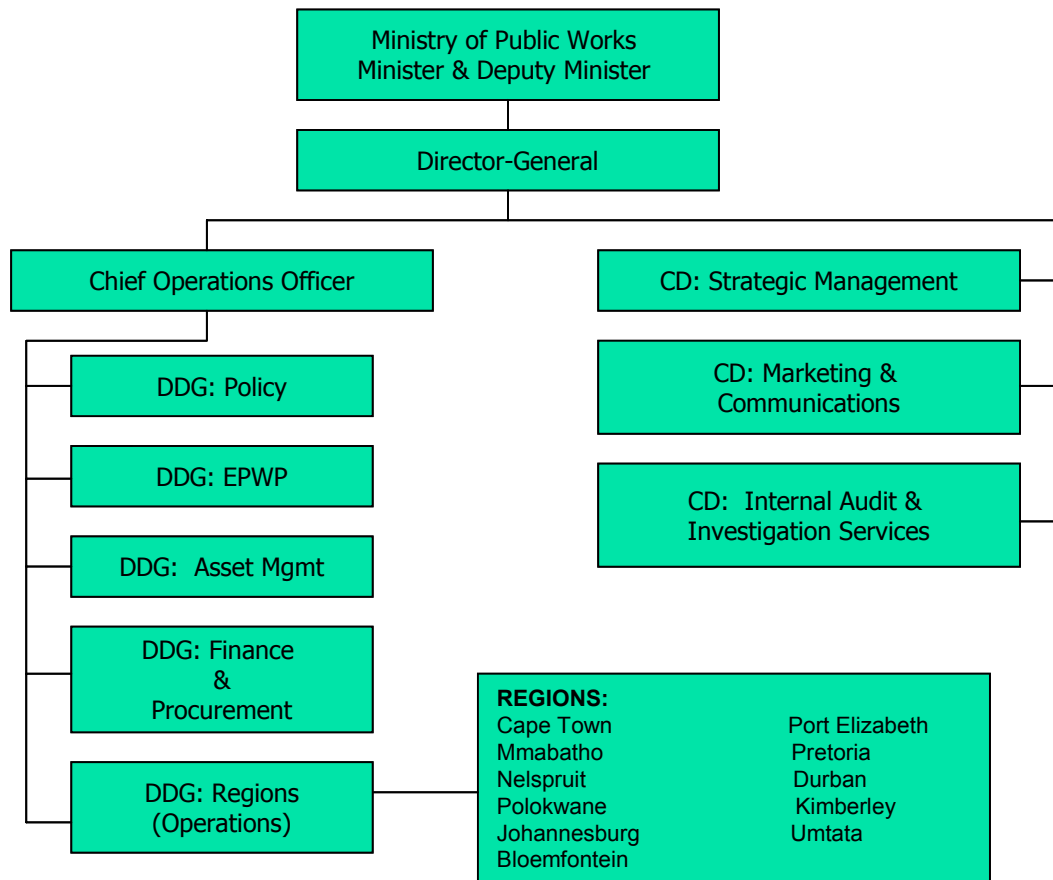 Ministry of Public Works
Minister & Deputy Minister
Director-General
Chief Operations Officer
DDG: Policy
DDG: EPWP
DDG: Asset Mgmt
DDG: Finance
&
Procurement
DDG: Regions
(Operations)
CD: Strategic Management
CD: Marketing &
Communications
CD: Internal Audit &
Investigation Services
REGIONS:
Cape Town Port Elizabeth
Mmabatho Pretoria
Nelspruit Durban
Polokwane Kimberley
Johannesburg Umtata
Bloemfontein